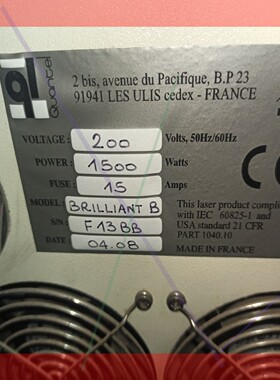 Quantel
2 bis, avenue du Pacifique, B.P 23
91941 LES ULIS cedex - FRANCE
VOLTAGE : 200 Volts, 50Hz/60Hz
POWER : 1500 Watts
FUSE : 15 Amps
MODEL : BRILLIANT B
S/N : F13BB
DATE : 04.08
This laser product compli
with IEC 60825-1 and
USA standard 21 CFR
PART 1040.10
MADE IN FRANCE